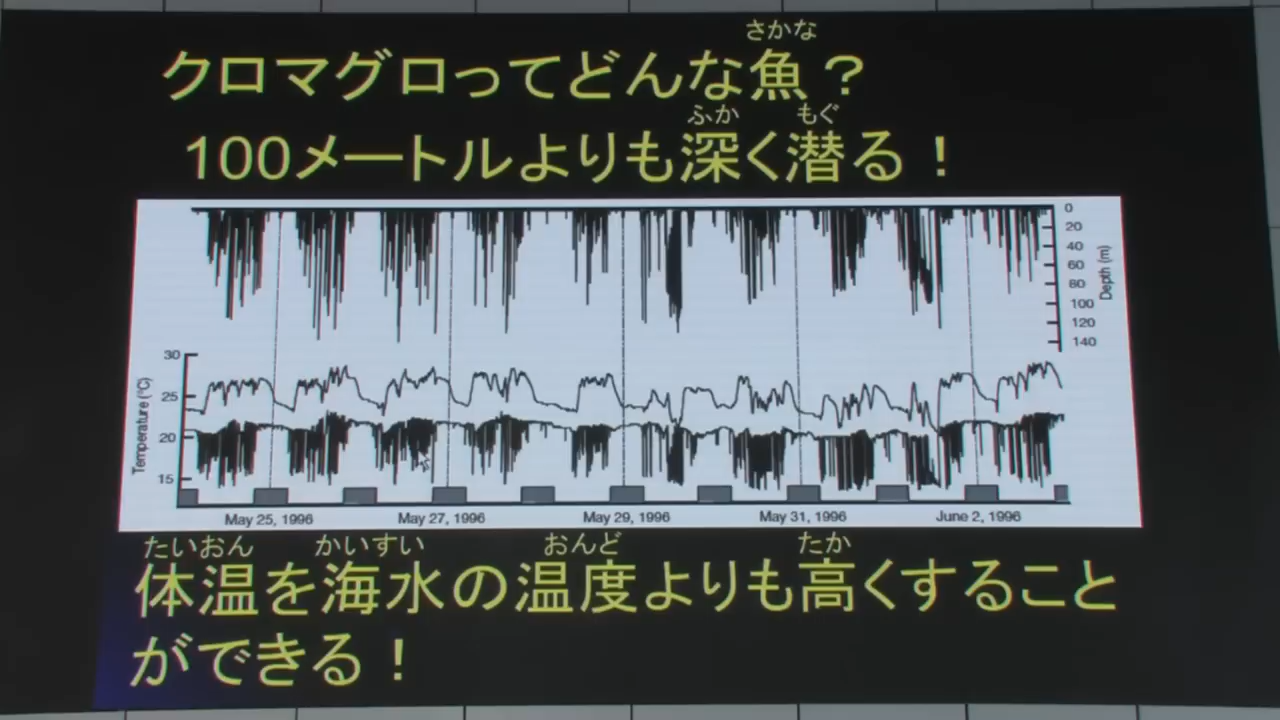 さかな
クロマグロってどんな魚？
ふか もぐ
100メートルよりも深く潜る！
0
20
40
60
80
100
120
140
Depth (m)
30
25
20
15
Temperature (°C)
May 25, 1996 May 27, 1996 May 29, 1996 May 31, 1996 June 2, 1996
たいおん かいすい おんど たか
体温を海水の温度よりも高くすること
ができる！